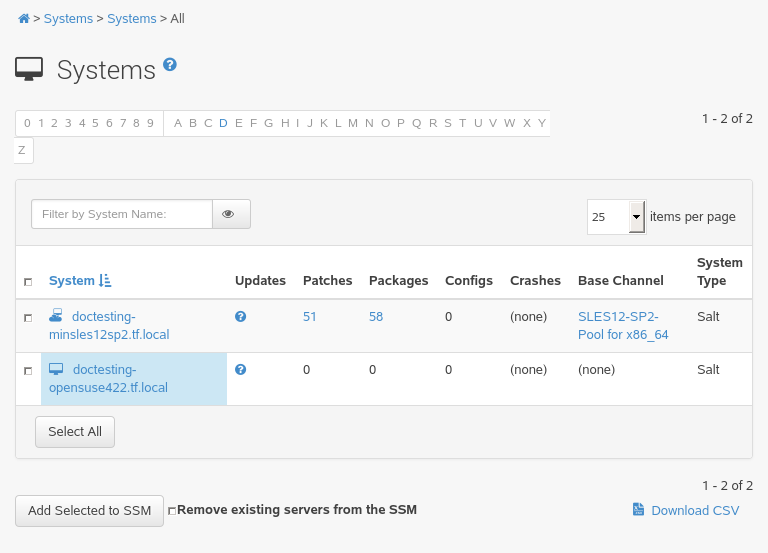 > Systems > Systems > All
Systems ?
0 1 2 3 4 5 6 7 8 9 A B C D E F G H I J K L M N O P Q R S T U V W X Y
1 - 2 of 2
Z
Filter by System Name:
25 items per page
System Updates Patches Packages Configs Crashes Base Channel System Type
doctesting-
minsles12sp2.tf.local
? 51 58 0 (none) SLES12-SP2-
Pool for x86_64
Salt
doctesting-
opensuse422.tf.local
? 0 0 0 (none) (none) Salt
Select All
1 - 2 of 2
Add Selected to SSM Remove existing servers from the SSM Download CSV